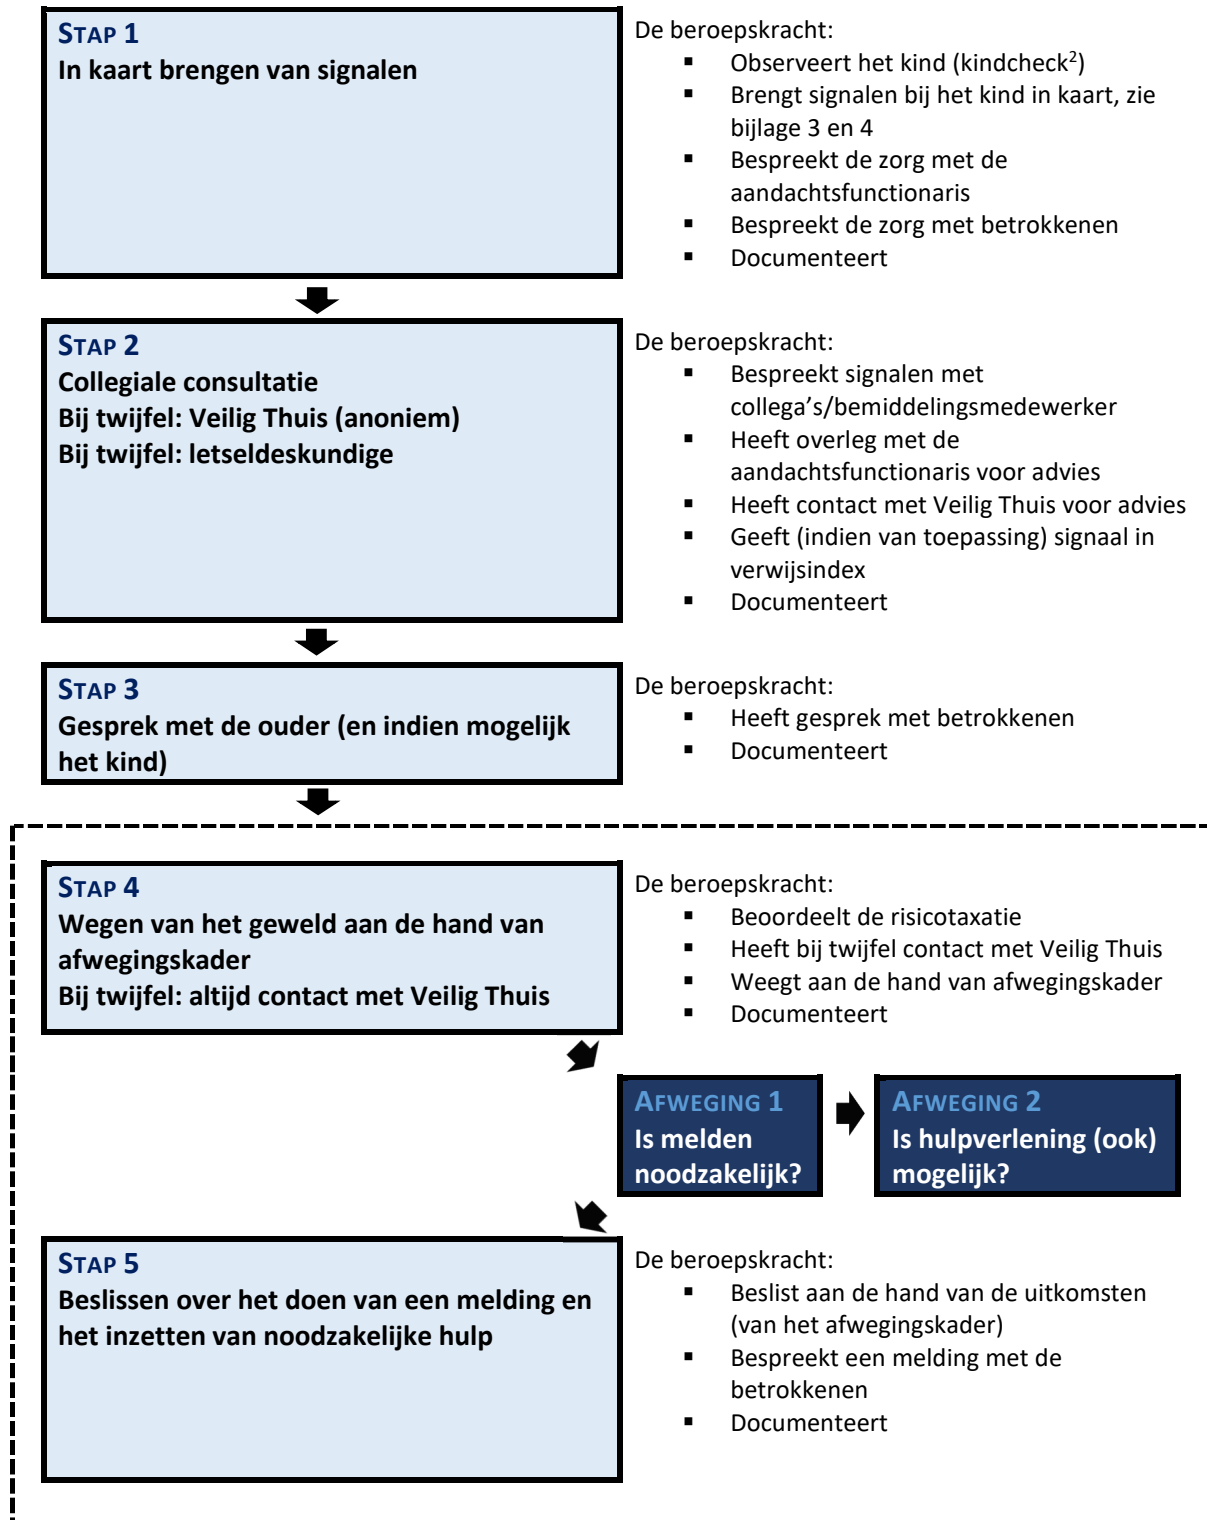 STAP 1
In kaart brengen van signalen
De beroepskracht:
▪ Observeert het kind (kindcheck²)
▪ Brengt signalen bij het kind in kaart, zie
bijlage 3 en 4
▪ Bespreekt de zorg met de
aandachtsfunctionaris
▪ Bespreekt de zorg met betrokkenen
▪ Documenteert
STAP 2
Collegiale consultatie
Bij twijfel: Veilig Thuis (anoniem)
Bij twijfel: letseldeskundige
De beroepskracht:
▪ Bespreekt signalen met
collega’s/bemiddelingsmedewerker
▪ Heeft overleg met de
aandachtsfunctionaris voor advies
▪ Heeft contact met Veilig Thuis voor advies
▪ Geeft (indien van toepassing) signaal in
verwijsindex
▪ Documenteert
STAP 3
Gesprek met de ouder (en indien mogelijk
het kind)
De beroepskracht:
▪ Heeft gesprek met betrokkenen
▪ Documenteert
STAP 4
Wegen van het geweld aan de hand van
afwegingskader
Bij twijfel: altijd contact met Veilig Thuis
De beroepskracht:
▪ Beoordeelt de risicotaxatie
▪ Heeft bij twijfel contact met Veilig Thuis
▪ Weegt aan de hand van afwegingskader
▪ Documenteert
AFWEGING 1
Is melden
noodzakelijk?
AFWEGING 2
Is hulpverlening (ook)
mogelijk?
STAP 5
Beslissen over het doen van een melding en
het inzetten van noodzakelijke hulp
De beroepskracht:
▪ Beslist aan de hand van de uitkomsten
(van het afwegingskader)
▪ Bespreekt een melding met de
betrokkenen
▪ Documenteert